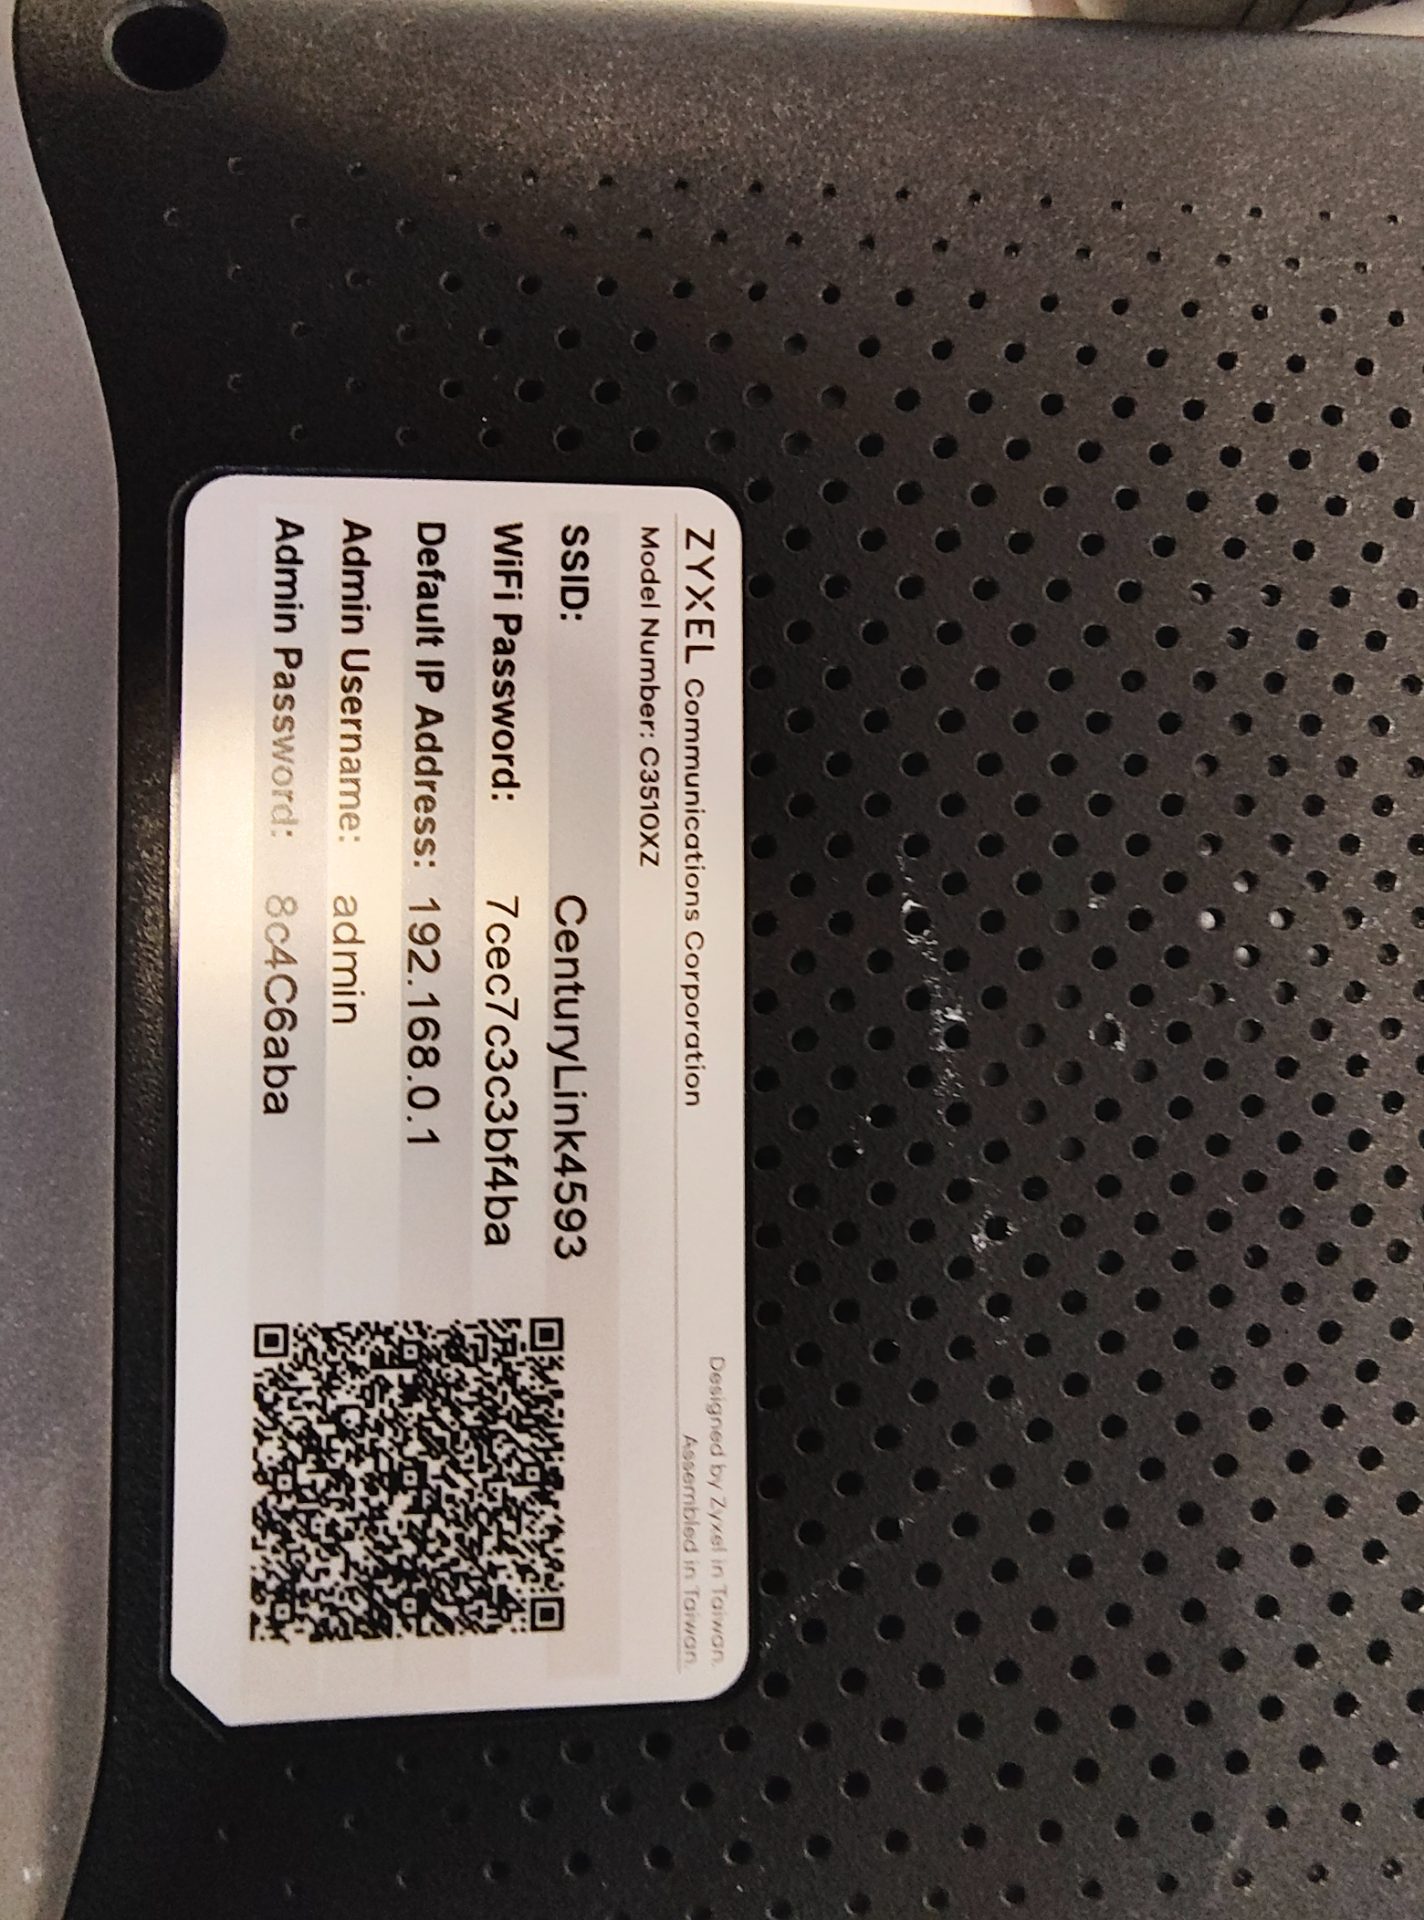 ZYXEL Communications Corporation
Model Number: C3510XZ
Designed by Zyxel in Taiwan.
Assembled in Taiwan.
SSID: CenturyLink4593
WiFi Password: 7cec7c3c3bf4ba
Default IP Address: 192.168.0.1
Admin Username: admin
Admin Password: 8c4C6aba